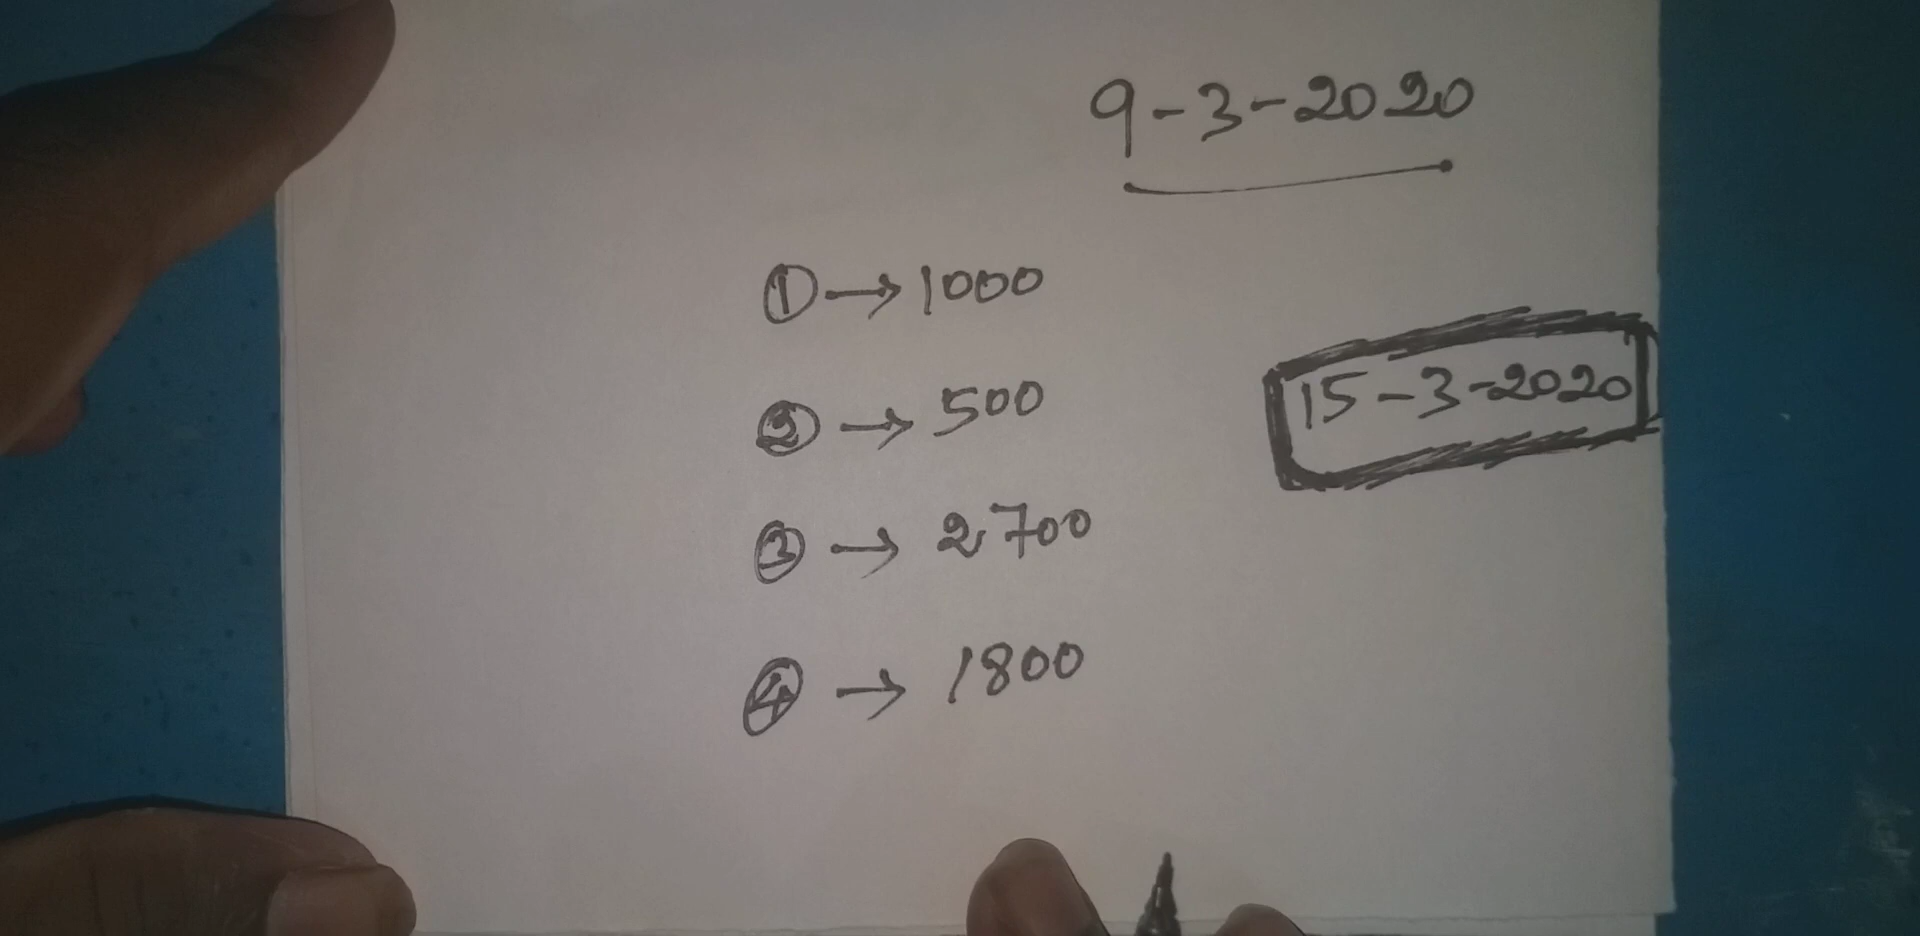 9-3-2020
① → 1000
② → 500
15-3-2020
③ → 2700
④ → 1800